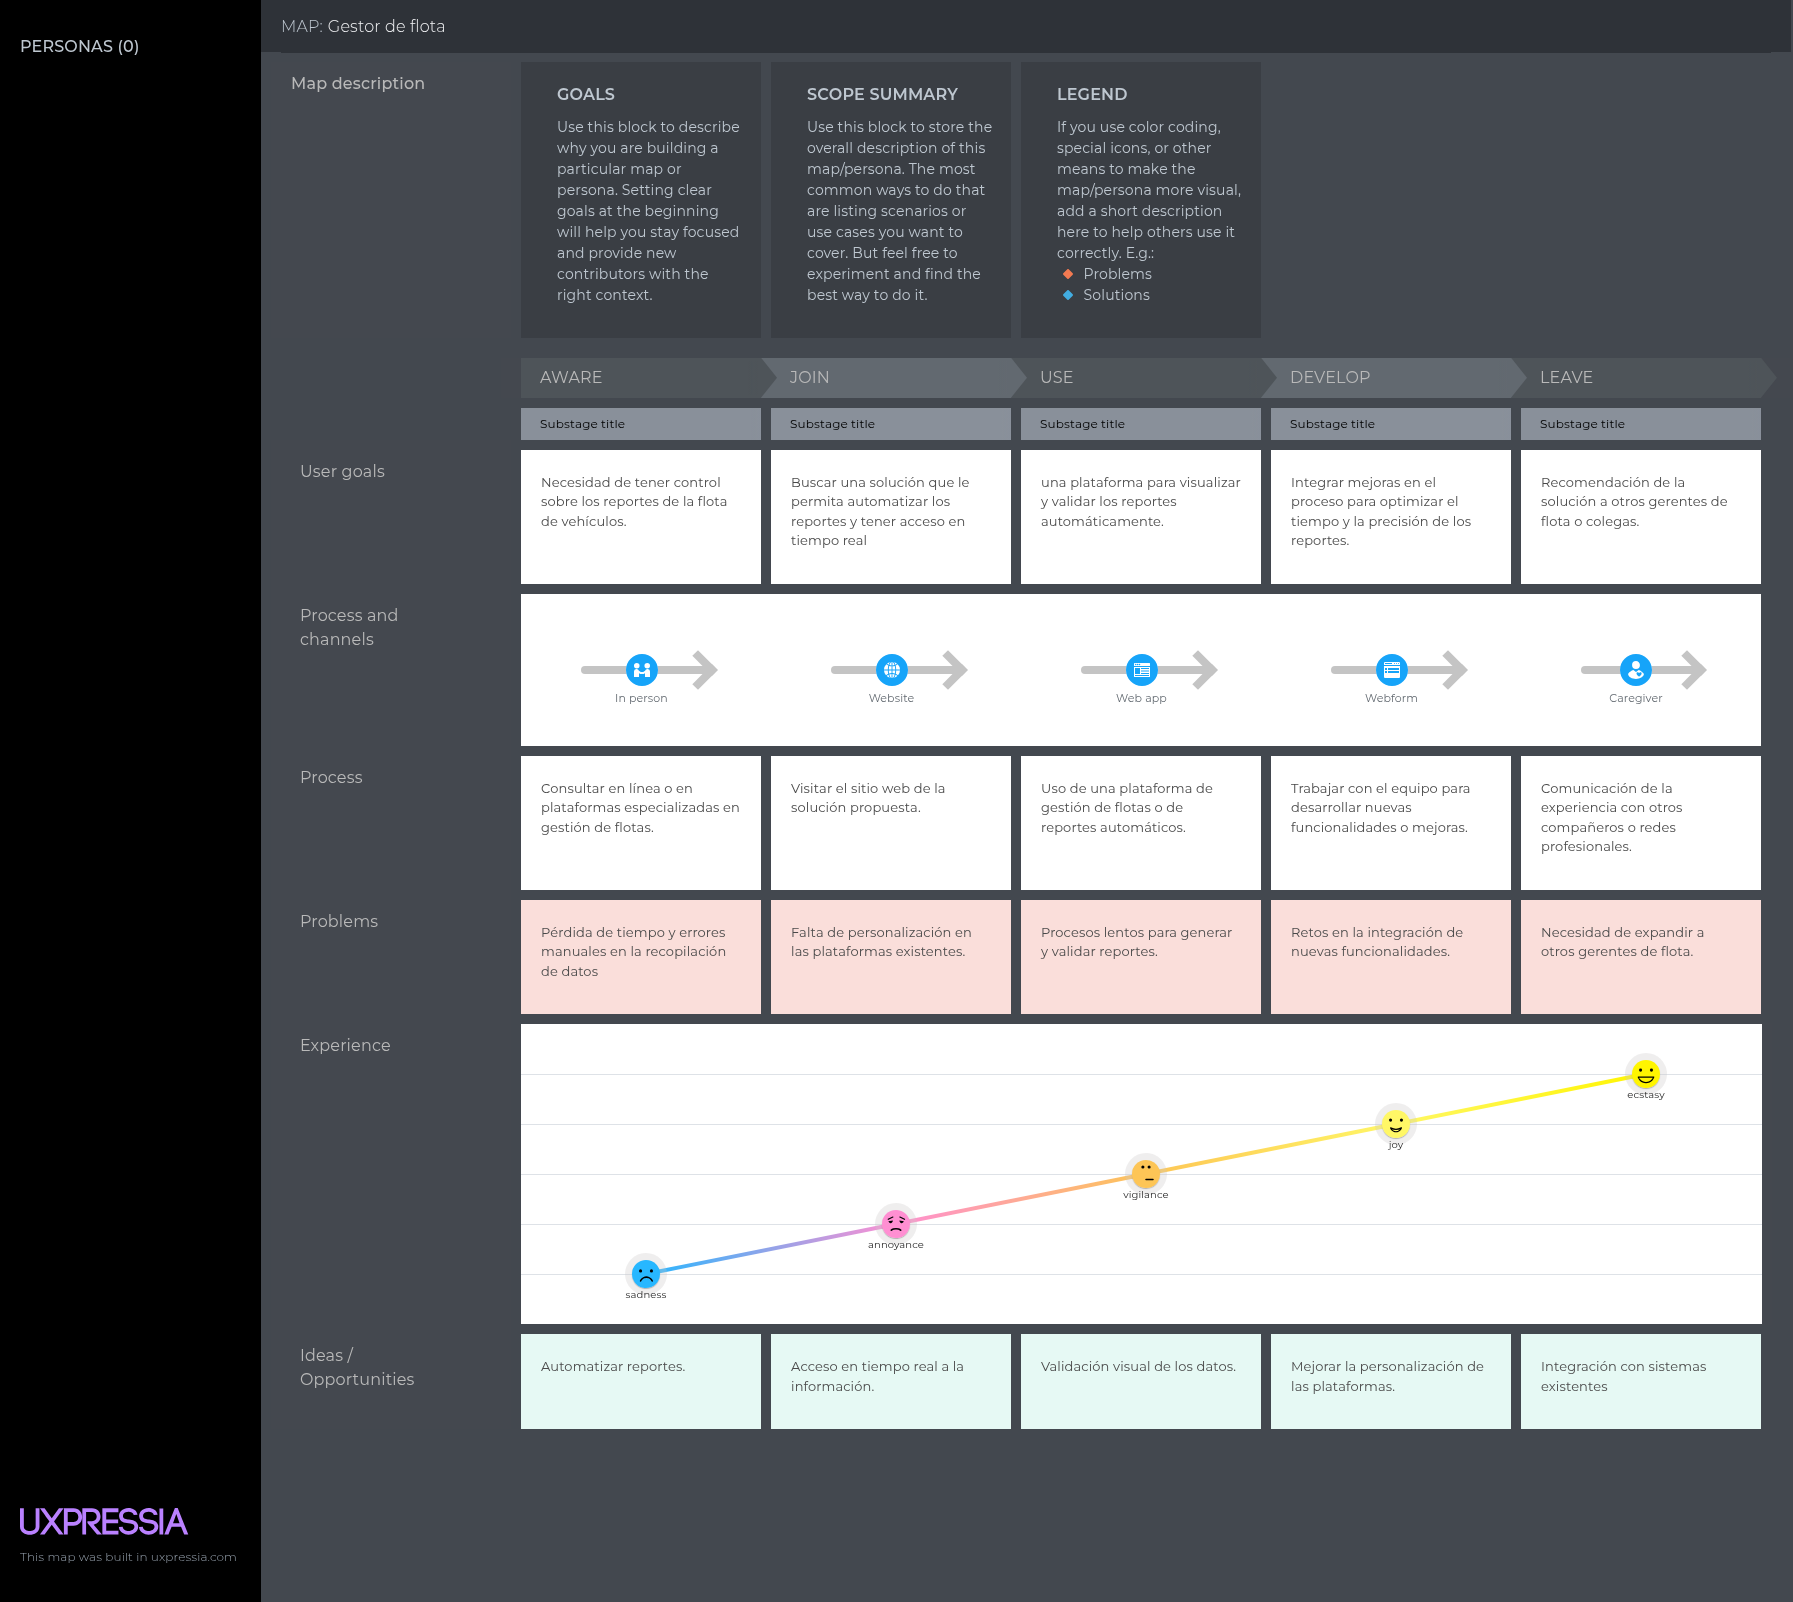 PERSONAS (0)
MAP: Gestor de flota
Map description
GOALS
Use this block to describe
why you are building a
particular map or
persona. Setting clear
goals at the beginning
will help you stay focused
and provide new
contributors with the
right context.
SCOPE SUMMARY
Use this block to store the
overall description of this
map/persona. The most
common ways to do that
are listing scenarios or
use cases you want to
cover. But feel free to
experiment and find the
best way to do it.
LEGEND
If you use color coding,
special icons, or other
means to make the
map/persona more visual,
add a short description
here to help others use it
correctly. E.g.:
Problems
Solutions
AWARE
JOIN
USE
DEVELOP
LEAVE
Substage title
Substage title
Substage title
Substage title
Substage title
User goals
Necesidad de tener control
sobre los reportes de la flota
de vehículos.
Buscar una solución que le
permita automatizar los
reportes y tener acceso en
tiempo real
una plataforma para visualizar
y validar los reportes
automáticamente.
Integrar mejoras en el
proceso para optimizar el
tiempo y la precisión de los
reportes.
Recomendación de la
solución a otros gerentes de
flota o colegas.
Process and
channels
In person
Website
Web app
Webform
Caregiver
Process
Consultar en línea o en
plataformas especializadas en
gestión de flotas.
Visitar el sitio web de la
solución propuesta.
Uso de una plataforma de
gestión de flotas o de
reportes automáticos.
Trabajar con el equipo para
desarrollar nuevas
funcionalidades o mejoras.
Comunicación de la
experiencia con otros
compañeros o redes
profesionales.
Problems
Pérdida de tiempo y errores
manuales en la recopilación
de datos
Falta de personalización en
las plataformas existentes.
Procesos lentos para generar
y validar reportes.
Retos en la integración de
nuevas funcionalidades.
Necesidad de expandir a
otros gerentes de flota.
Experience
sadness
annoyance
vigilance
joy
ecstasy
Ideas /
Opportunities
Automatizar reportes.
Acceso en tiempo real a la
información.
Validación visual de los datos.
Mejorar la personalización de
las plataformas.
Integración con sistemas
existentes
UXPRESSIA
This map was built in uxpressia.com